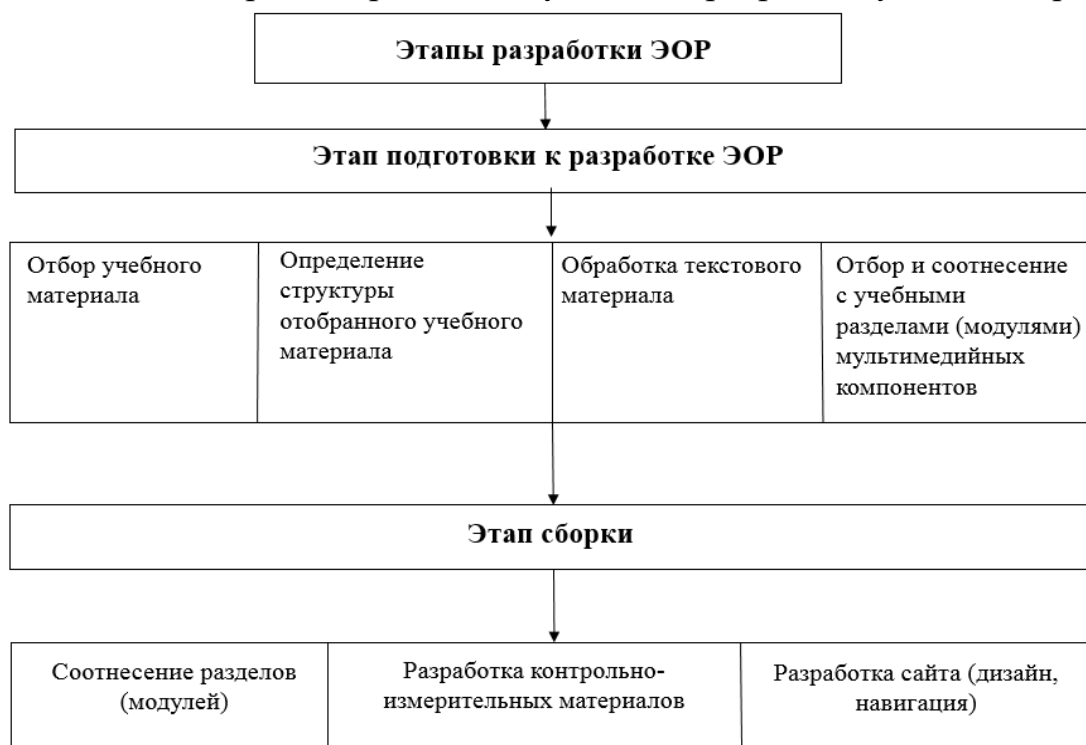 Этапы разработки ЭОР
Этап подготовки к разработке ЭОР
Отбор учебного
материала
Определение
структуры
отобранного учебного
материала
Обработка текстового
материала
Отбор и соотнесение
с учебными
разделами (модулями)
мультимедийных
компонентов
Этап сборки
Соотнесение разделов
(модулей)
Разработка контрольно-
измерительных материалов
Разработка сайта (дизайн,
навигация)